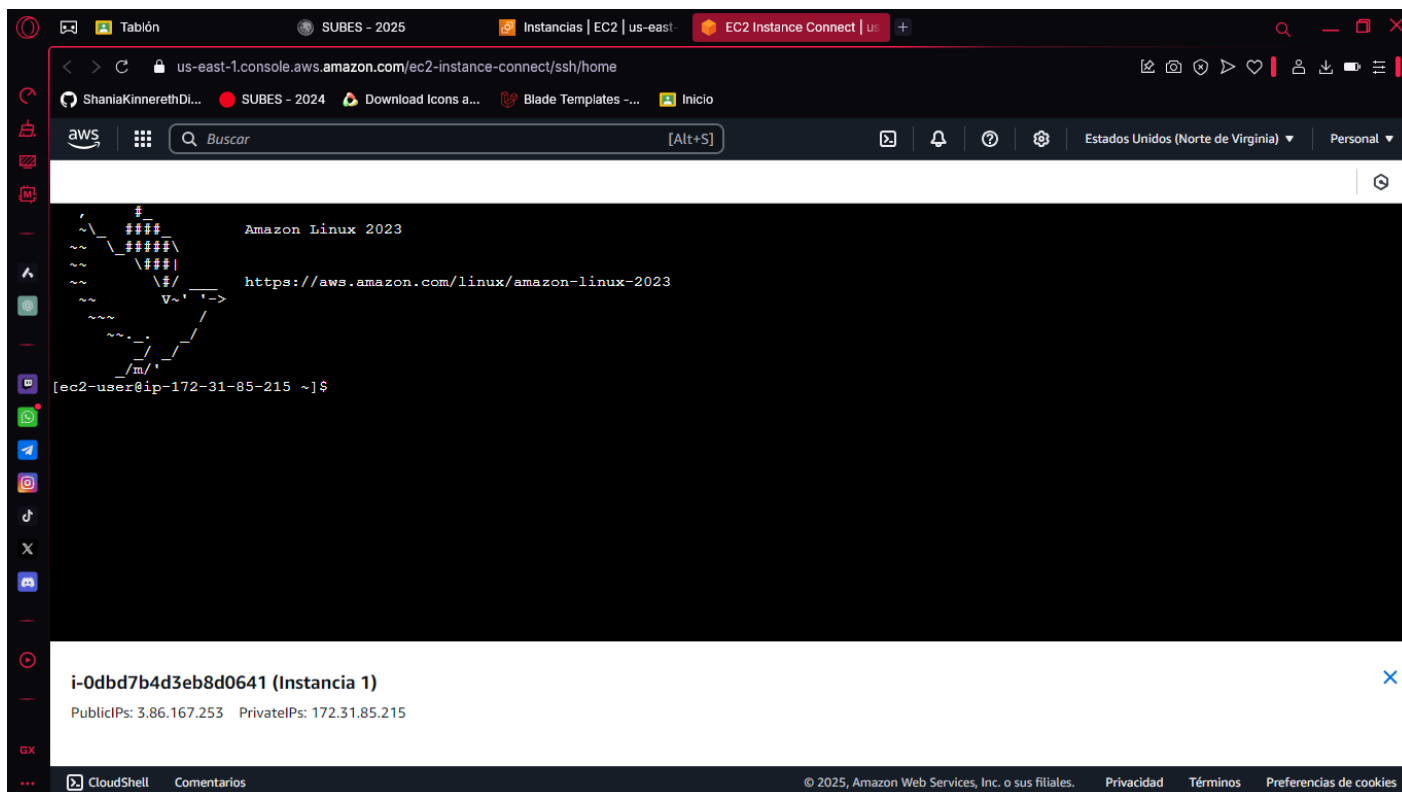 Tablón
SUBES - 2025
Instancias | EC2 | us-east-
EC2 Instance Connect | us
us-east-1.console.aws.amazon.com/ec2-instance-connect/ssh/home
ShaniaKinnerethDi...
SUBES - 2024
Download Icons a...
Blade Templates -...
Inicio
aws
Buscar
[Alt+S]
Estados Unidos (Norte de Virginia)
Personal
   ,     #_
   ~\_  ####_        Amazon Linux 2023
  ~~  \_#####\
  ~~     \###|
  ~~       \#/ ___   https://aws.amazon.com/linux/amazon-linux-2023
   ~~       V~' '->
    ~~~         /
      ~~._.   _/
         _/ _/
       _/m/'
[ec2-user@ip-172-31-85-215 ~]$
i-0dbd7b4d3eb8d0641 (Instancia 1)
PublicIPs: 3.86.167.253 PrivateIPs: 172.31.85.215
GX
CloudShell
Comentarios
© 2025, Amazon Web Services, Inc. o sus filiales.
Privacidad
Términos
Preferencias de cookies